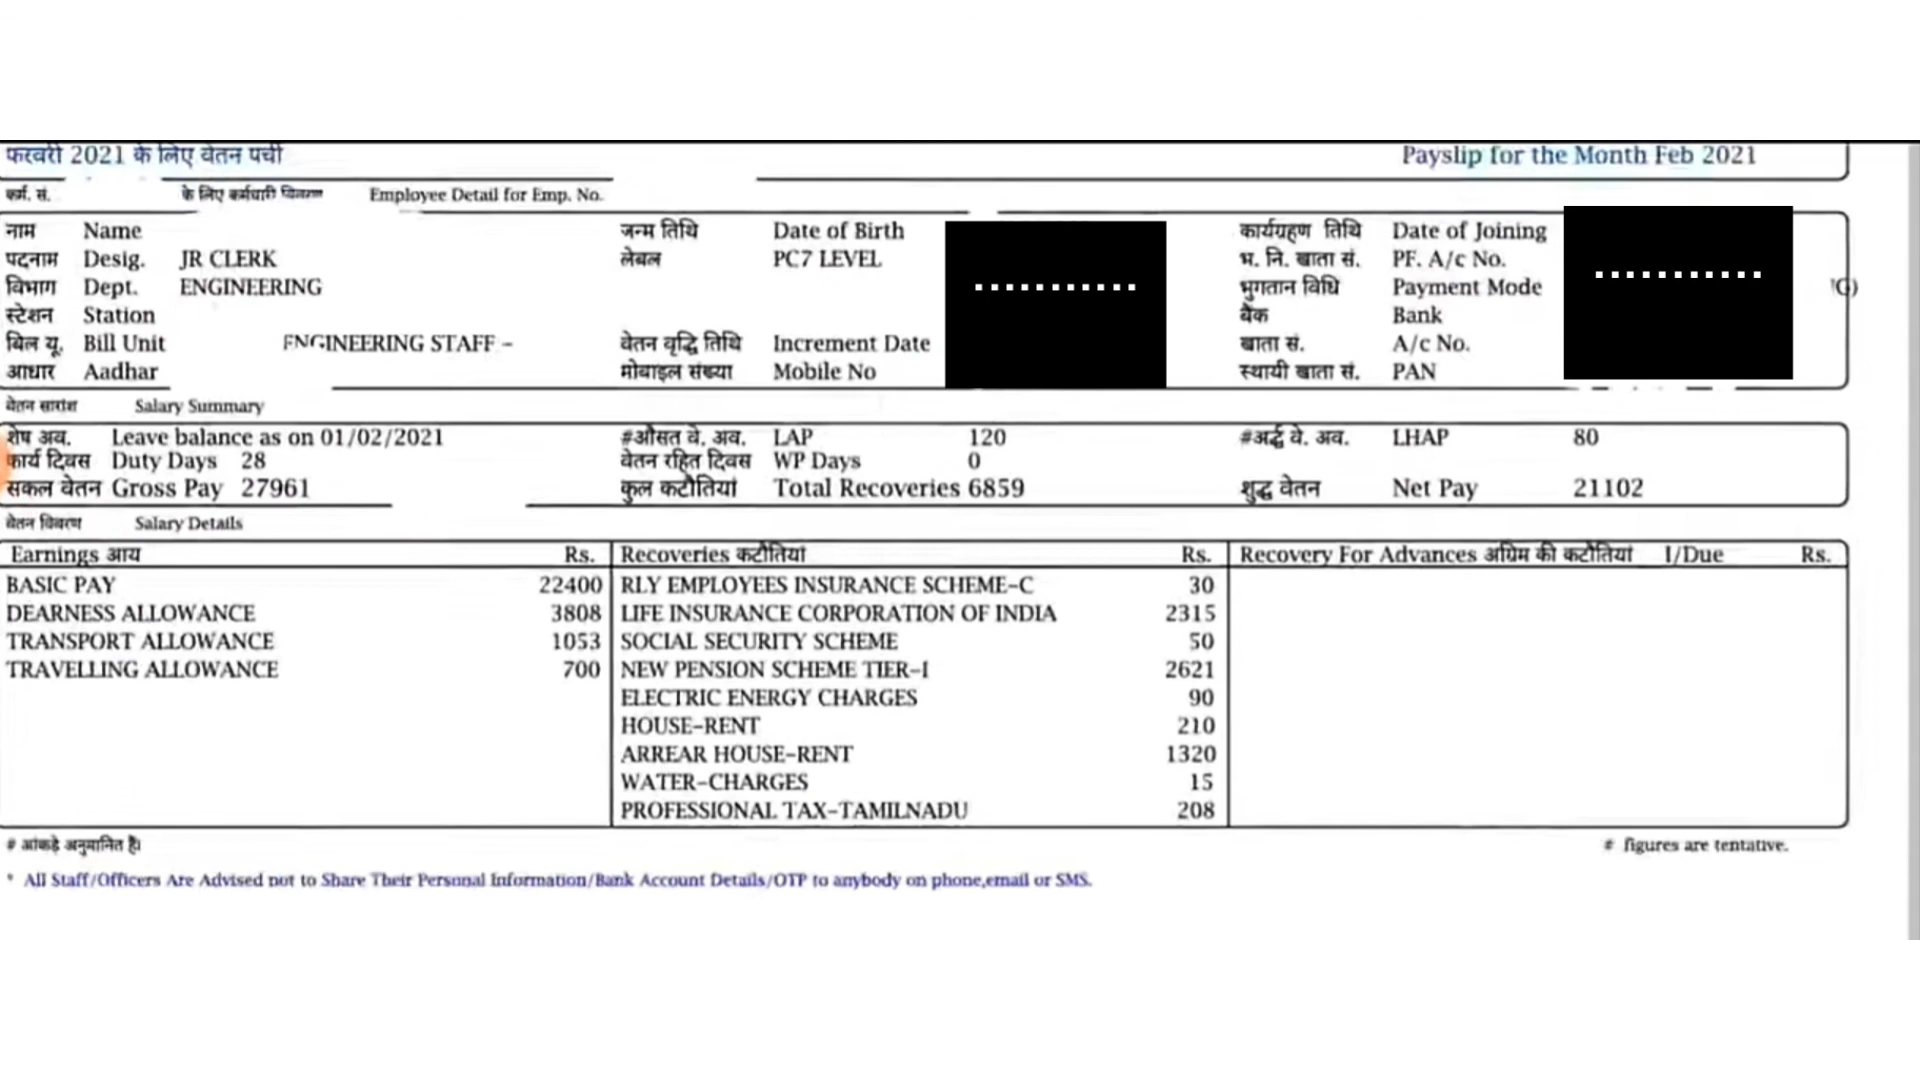 फरवरी 2021 के लिए वेतन पर्ची Payslip for the Month Feb 2021
कर्म. सं. के लिए कर्मचारी विवरण Employee Detail for Emp. No.
नाम Name जन्म तिथि Date of Birth कार्यग्रहण तिथि Date of Joining
पदनाम Desig. JR CLERK लेबल PC7 LEVEL भ. नि. खाता सं. PF. A/c No.
विभाग Dept. ENGINEERING भुगतान विधि Payment Mode G)
स्टेशन Station बैंक Bank
बिल यू. Bill Unit ENGINEERING STAFF – वेतन वृद्धि तिथि Increment Date खाता सं. A/c No.
आधार Aadhar मोबाइल संख्या Mobile No स्थायी खाता सं. PAN
वेतन सारांश Salary Summary
शेष अव. Leave balance as on 01/02/2021 #औसत वे. अव. LAP 120 #अर्द्ध वे. अव. LHAP 80
कार्य दिवस Duty Days 28 वेतन रहित दिवस WP Days 0
सकल वेतन Gross Pay 27961 कुल कटौतियां Total Recoveries 6859 शुद्ध वेतन Net Pay 21102
वेतन विवरण Salary Details
Earnings आय Rs. Recoveries कटौतियां Rs. Recovery For Advances अग्रिम की कटौतियां I/Due Rs.
BASIC PAY 22400 RLY EMPLOYEES INSURANCE SCHEME–C 30
DEARNESS ALLOWANCE 3808 LIFE INSURANCE CORPORATION OF INDIA 2315
TRANSPORT ALLOWANCE 1053 SOCIAL SECURITY SCHEME 50
TRAVELLING ALLOWANCE 700 NEW PENSION SCHEME TIER–I 2621
ELECTRIC ENERGY CHARGES 90
HOUSE–RENT 210
ARREAR HOUSE–RENT 1320
WATER–CHARGES 15
PROFESSIONAL TAX–TAMILNADU 208
# आंकड़े अनुमानित है। # figures are tentative.
* All Staff/Officers Are Advised not to Share Their Personal Information/Bank Account Details/OTP to anybody on phone,email or SMS.